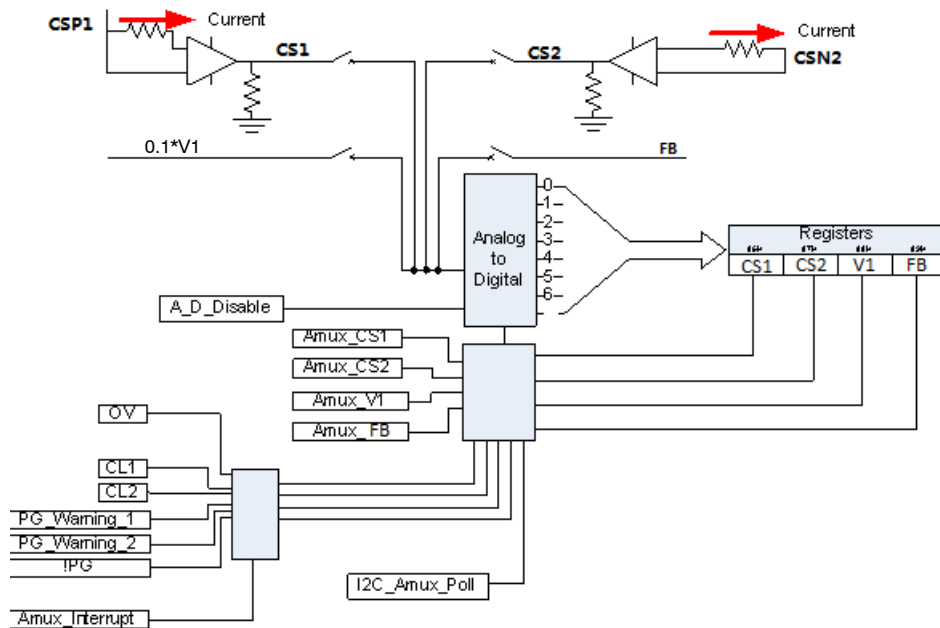 CSP1
Current
CS1
CS2
Current
CSN2
0.1*V1
FB
Analog
to
Digital
0
1
2
3
4
5
6
Registers
CS1 CS2 V1 FB
A_D_Disable
Amux_CS1
Amux_CS2
Amux_V1
Amux_FB
OV
CL1
CL2
PG_Warning_1
PG_Warning_2
!PG
Amux_Interrupt
I2C_Amux_Poll